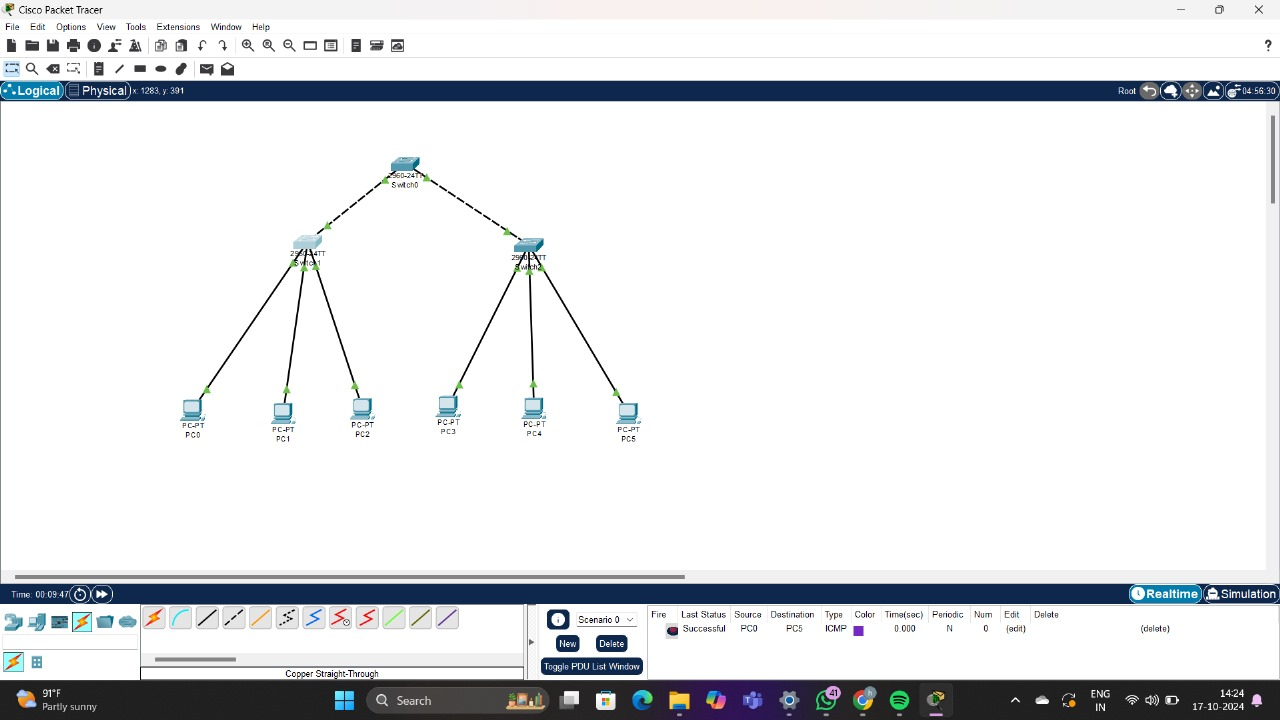 Cisco Packet Tracer
File Edit Options View Tools Extensions Window Help
?
Logical Physical x: 1283, y: 391 Root 04:56:30
2960-24TT
Switch0
2960-24TT
Switch1
2960-24TT
Switch2
PC-PT
PC0
PC-PT
PC1
PC-PT
PC2
PC-PT
PC3
PC-PT
PC4
PC-PT
PC5
Time: 00:09:47 Realtime Simulation
Scenario 0
New Delete
Toggle PDU List Window
Fire Last Status Source Destination Type Color Time(sec) Periodic Num Edit Delete
Successful PC0 PC5 ICMP 0.000 N 0 (edit) (delete)
Copper Straight-Through
91°F
Partly sunny
Search
41
h
ENG
IN
14:24
17-10-2024